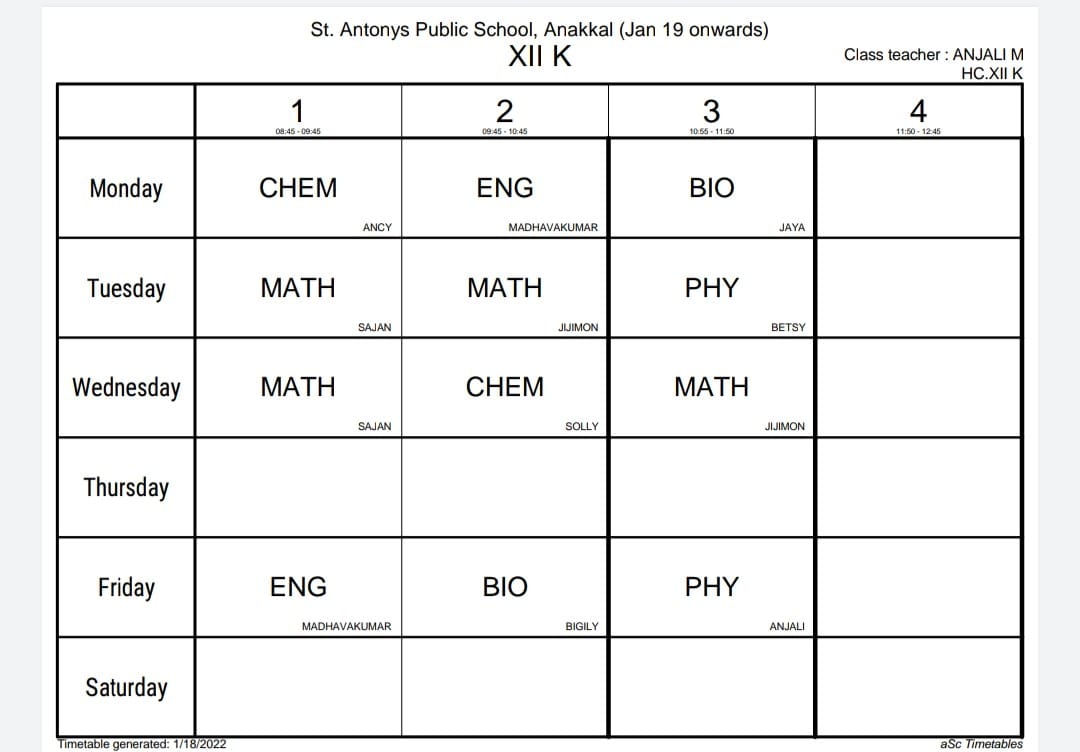 St. Antonys Public School, Anakkal (Jan 19 onwards)
XII K
Class teacher : ANJALI M
HC.XII K
1 2 3 4
08:45 - 09:45 09:45 - 10:45 10:55 - 11:50 11:50 - 12:45
Monday CHEM ENG BIO
ANCY MADHAVAKUMAR JAYA
Tuesday MATH MATH PHY
SAJAN JIJIMON BETSY
Wednesday MATH CHEM MATH
SAJAN SOLLY JIJIMON
Thursday
Friday ENG BIO PHY
MADHAVAKUMAR BIGILY ANJALI
Saturday
Timetable generated: 1/18/2022 aSc Timetables